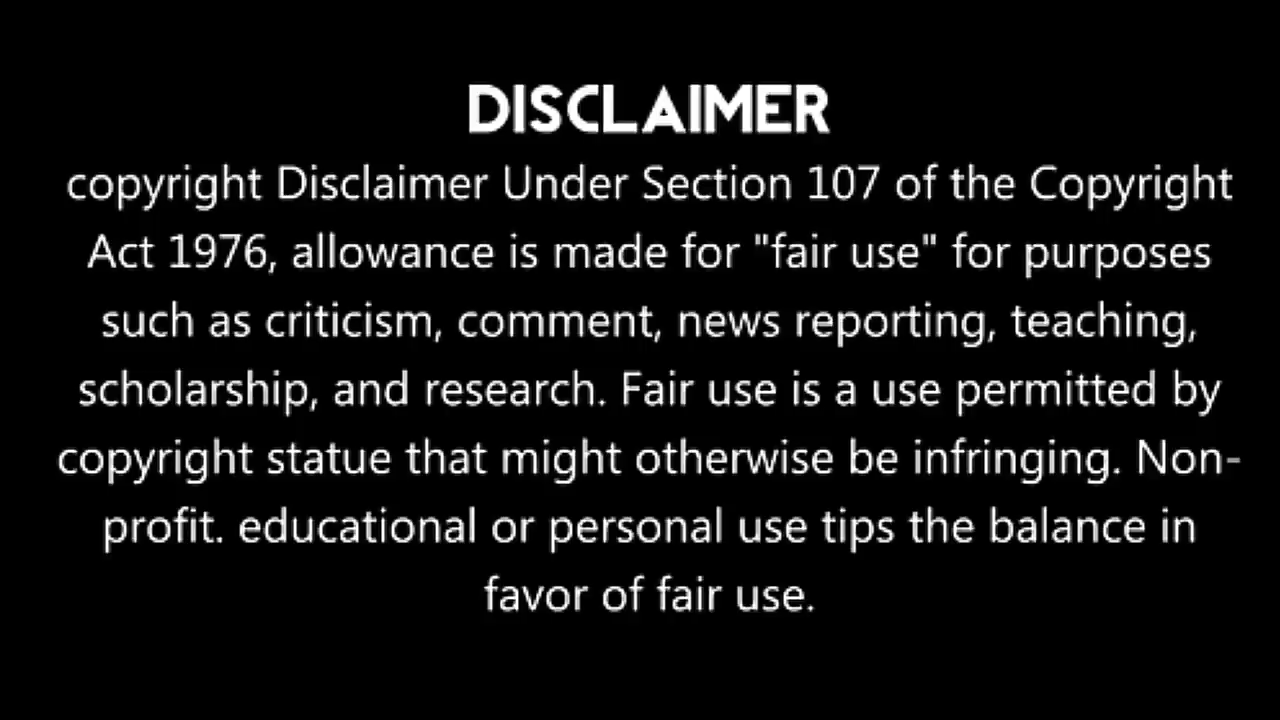 DISCLAIMER
copyright Disclaimer Under Section 107 of the Copyright
Act 1976, allowance is made for "fair use" for purposes
such as criticism, comment, news reporting, teaching,
scholarship, and research. Fair use is a use permitted by
copyright statue that might otherwise be infringing. Non-
profit. educational or personal use tips the balance in
favor of fair use.